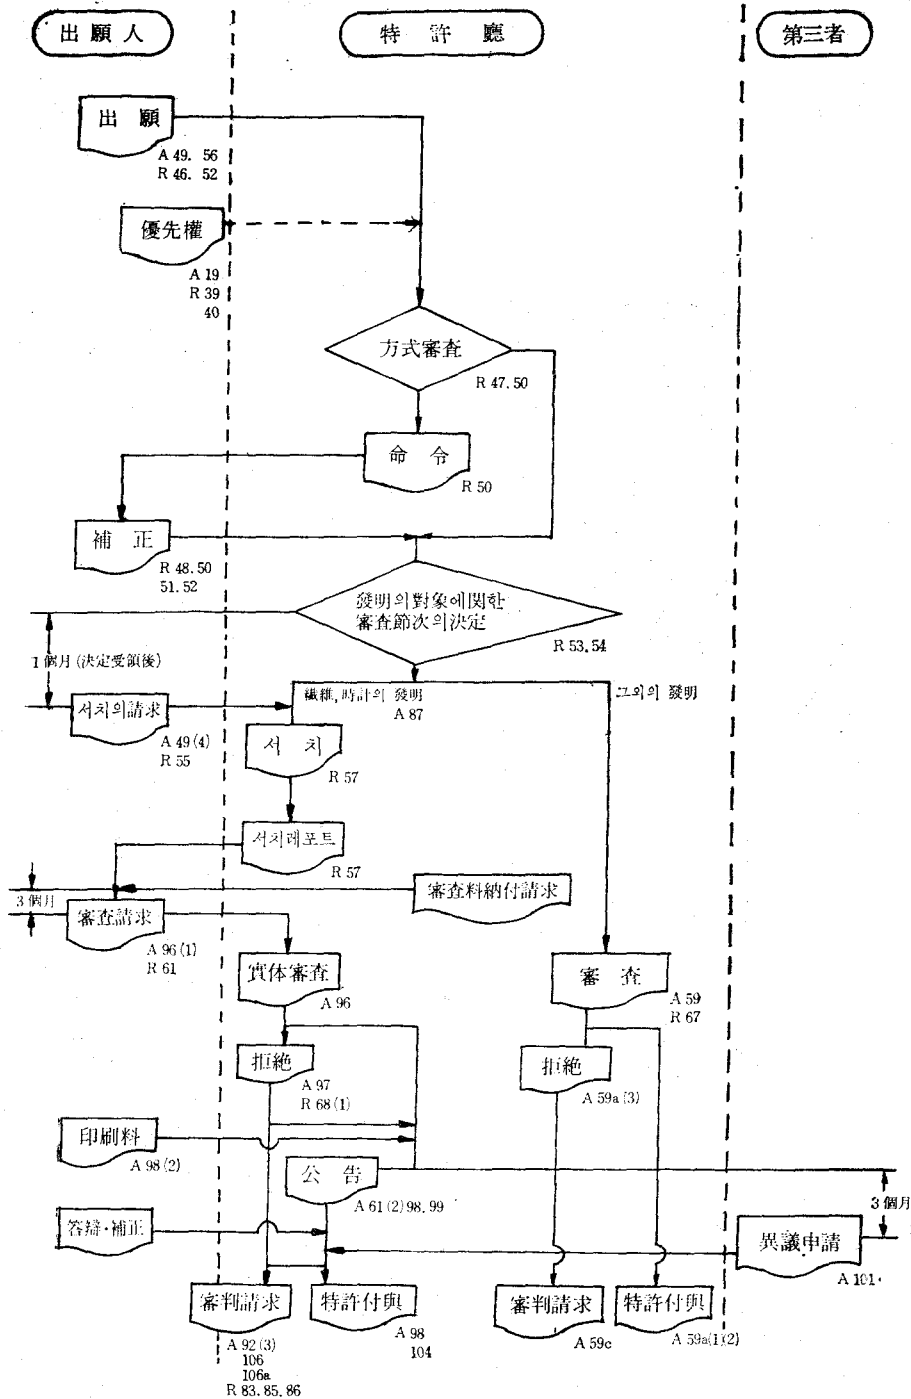 出願人
特許廳
第三者
出願
A 49. 56
R 46. 52
優先權
A 19
R 39
40
方式審査
R 47.50
命令
R 50
補正
R 48.50
51.52
發明의對象에関한
審査節次의決定
R 53.54
1個月(決定受領後)
纖維,時計의 發明
A 87
그외의 發明
서치의請求
A 49(4)
R 55
서치
R 57
서치레포트
R 57
審査料納付請求
3個月
審査請求
A 96(1)
R 61
實体審査
A 96
審査
A 59
R 67
拒絶
A 97
R 68(1)
拒絶
A 59a(3)
印刷料
A 98(2)
公告
A 61(2)98.99
3個月
答辯·補正
異議申請
A 101
審判請求
A 92(3)
106
106a
R 83.85.86
特許付與
A 98
104
審判請求
A 59c
特許付與
A 59a(1)(2)